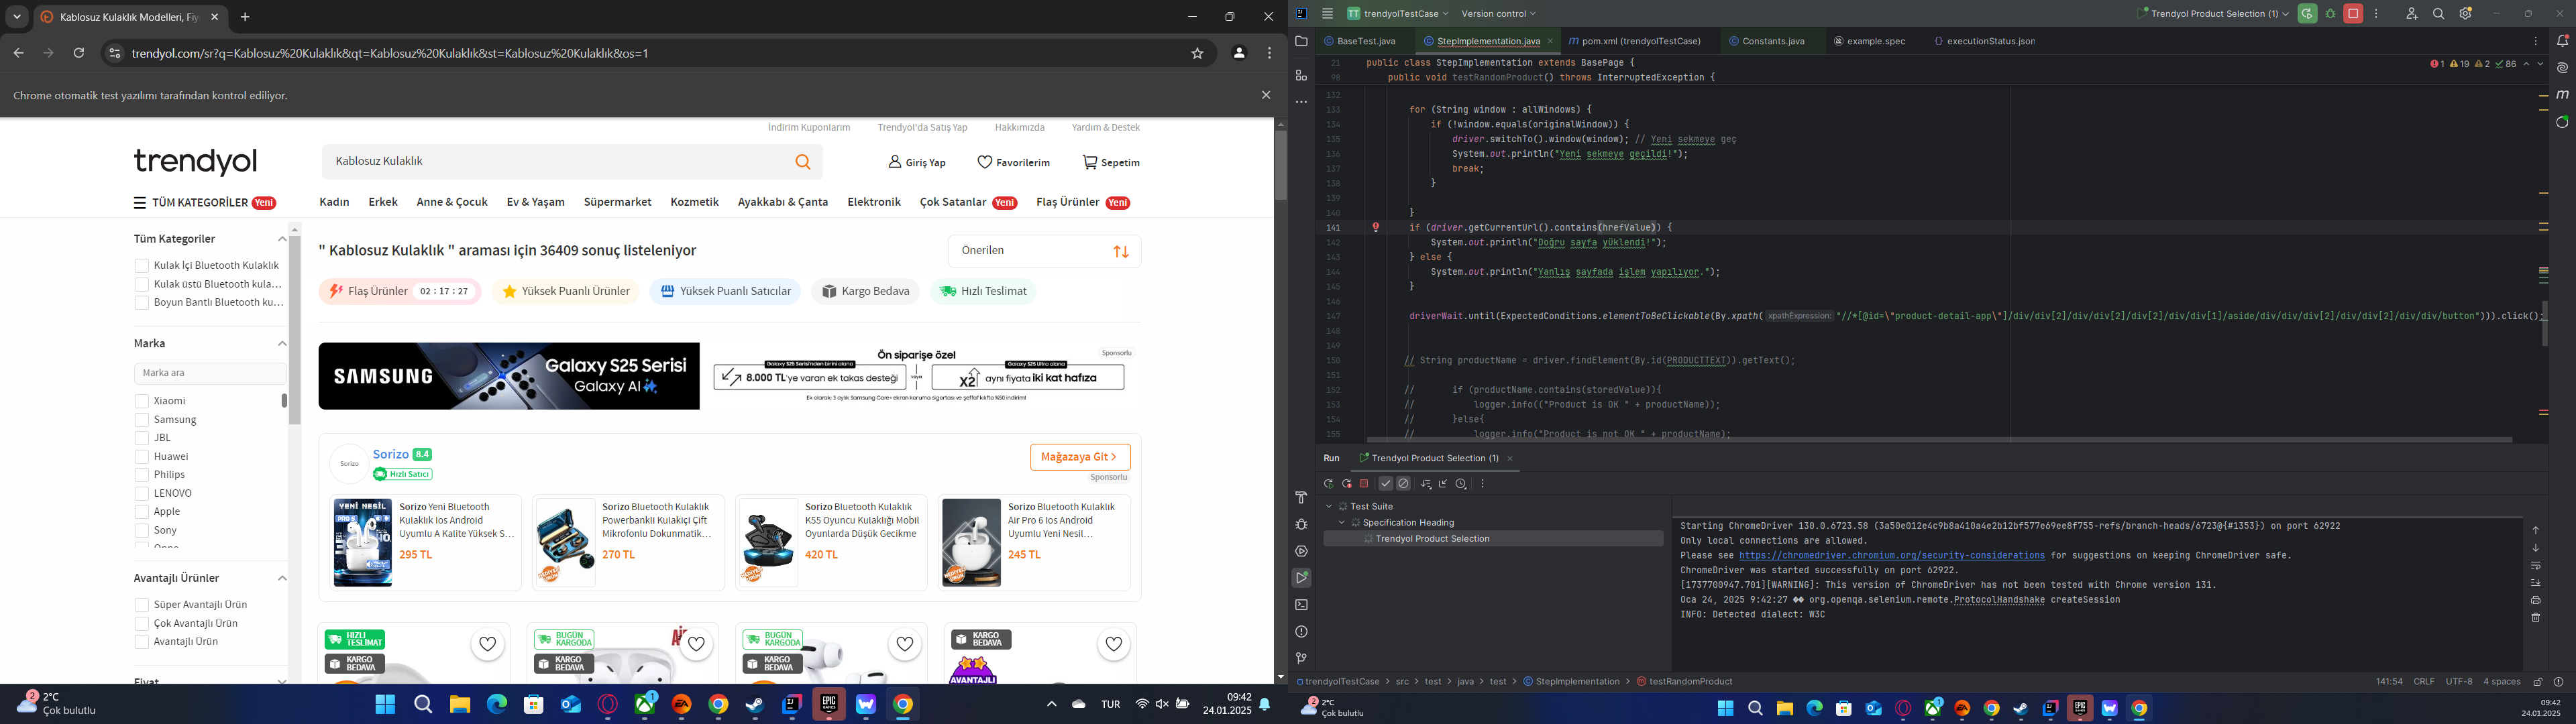 Kablosuz Kulaklık Modelleri, Fiy
trendyol.com/sr?q=Kablosuz%20Kulaklık&qt=Kablosuz%20Kulaklık&st=Kablosuz%20Kulaklık&os=1
Chrome otomatik test yazılımı tarafından kontrol ediliyor.
İndirim Kuponlarım
Trendyol'da Satış Yap
Hakkımızda
Yardım & Destek
trendyol
Kablosuz Kulaklık
Giriş Yap
Favorilerim
Sepetim
TÜM KATEGORİLER Yeni
Kadın
Erkek
Anne & Çocuk
Ev & Yaşam
Süpermarket
Kozmetik
Ayakkabı & Çanta
Elektronik
Çok Satanlar Yeni
Flaş Ürünler Yeni
Tüm Kategoriler
Kulak İçi Bluetooth Kulaklık
Kulak üstü Bluetooth kula...
Boyun Bantlı Bluetooth ku...
Marka
Marka ara
Xiaomi
Samsung
JBL
Huawei
Philips
LENOVO
Apple
Sony
Avantajlı Ürünler
Süper Avantajlı Ürün
Çok Avantajlı Ürün
Avantajlı Ürün
Fiyat
" Kablosuz Kulaklık " araması için 36409 sonuç listeleniyor
Önerilen
Flaş Ürünler 02 : 17 : 27
Yüksek Puanlı Ürünler
Yüksek Puanlı Satıcılar
Kargo Bedava
Hızlı Teslimat
SAMSUNG
Galaxy S25 Serisi
Galaxy AI
Ön siparişe özel
Sponsorlu
Galaxy S25 Serisi'nden birini alana
8.000 TL'ye varan ek takas desteği
veya
Galaxy S25 Ultra alana
X2 aynı fiyata iki kat hafıza
Sorizo
Sorizo 8.4
Hızlı Satıcı
Mağazaya Git >
Sponsorlu
YENİ NESİL
Sorizo Yeni Bluetooth
Kulaklık Ios Android
Uyumlu A Kalite Yüksek S...
295 TL
Sorizo Bluetooth Kulaklık
Powerbankli Kulakiçi Çift
Mikrofonlu Dokunmatik...
270 TL
Sorizo Bluetooth Kulaklık
K55 Oyuncu Kulaklığı Mobil
Oyunlarda Düşük Gecikme
420 TL
Sorizo Bluetooth Kulaklık
Air Pro 6 Ios Android
Uyumlu Yeni Nesil...
245 TL
HIZLI
TESLİMAT
KARGO
BEDAVA
BUGÜN
KARGODA
KARGO
BEDAVA
BUGÜN
KARGODA
KARGO
BEDAVA
KARGO
BEDAVA
AVANTAJLI
2
2°C
Çok bulutlu
TUR
09:42
24.01.2025
TT trendyolTestCase
Version control
Trendyol Product Selection (1)
BaseTest.java
StepImplementation.java
pom.xml (trendyolTestCase)
Constants.java
example.spec
executionStatus.json
1 19 2 86
21 public class StepImplementation extends BasePage {
98 public void testRandomProduct() throws InterruptedException {
132
133 for (String window : allWindows) {
134 if (!window.equals(originalWindow)) {
135 driver.switchTo().window(window); // Yeni sekmeye geç
136 System.out.println("Yeni sekmeye geçildi!");
137 break;
138 }
139
140 }
141 if (driver.getCurrentUrl().contains(hrefValue)) {
142 System.out.println("Doğru sayfa yüklendi!");
143 } else {
144 System.out.println("Yanlış sayfada işlem yapılıyor.");
145 }
146
147 driverWait.until(ExpectedConditions.elementToBeClickable(By.xpath( xpathExpression: "//*[@id=\"product-detail-app\"]/div/div[2]/div/div[2]/div[2]/div/div[1]/aside/div/div/div[2]/div/div[2]/div/div/button"))).click();
148
149
150 // String productName = driver.findElement(By.id(PRODUCTTEXT)).getText();
151
152 // if (productName.contains(storedValue)){
153 // logger.info(("Product is OK " + productName));
154 // }else{
155 // logger.info("Product is not OK " + productName);
Run
Trendyol Product Selection (1)
Test Suite
Specification Heading
Trendyol Product Selection
Starting ChromeDriver 130.0.6723.58 (3a50e012e4c9b8a410a4e2b12bf577e69ee8f755-refs/branch-heads/6723@{#1353}) on port 62922
Only local connections are allowed.
Please see https://chromedriver.chromium.org/security-considerations for suggestions on keeping ChromeDriver safe.
ChromeDriver was started successfully on port 62922.
[1737700947.701][WARNING]: This version of ChromeDriver has not been tested with Chrome version 131.
Oca 24, 2025 9:42:27 �� org.openqa.selenium.remote.ProtocolHandshake createSession
INFO: Detected dialect: W3C
trendyolTestCase > src > test > java > test > StepImplementation > testRandomProduct
141:54 CRLF UTF-8 4 spaces
2
2°C
Çok bulutlu
09:42
24.01.2025